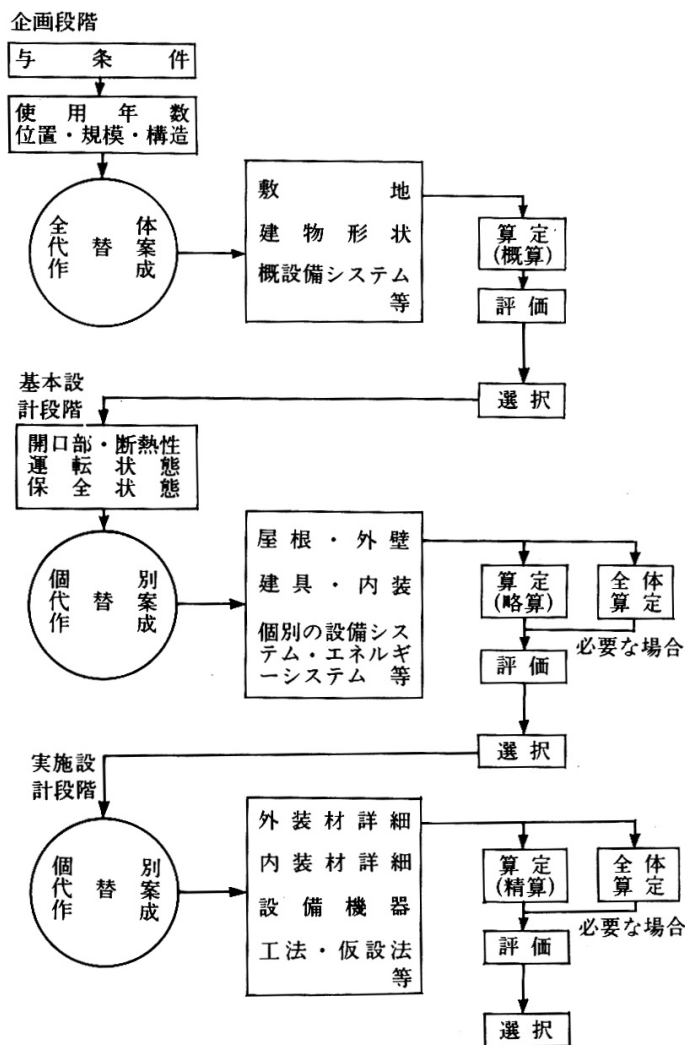 企画段階
与条件
使用年数
位置・規模・構造
全体
代替案
作成
敷地
建物形状
概設備システム
等
算定
(概算)
評価
選択
基本設
計段階
開口部・断熱性
運転状態
保全状態
個別
代替案
作成
屋根・外壁
建具・内装
個別の設備シス
テム・エネルギ
ーシステム等
算定
(略算)
全体
算定
必要な場合
評価
選択
実施設
計段階
個別
代替案
作成
外装材詳細
内装材詳細
設備機器
工法・仮設法
等
算定
(精算)
全体
算定
必要な場合
評価
選択